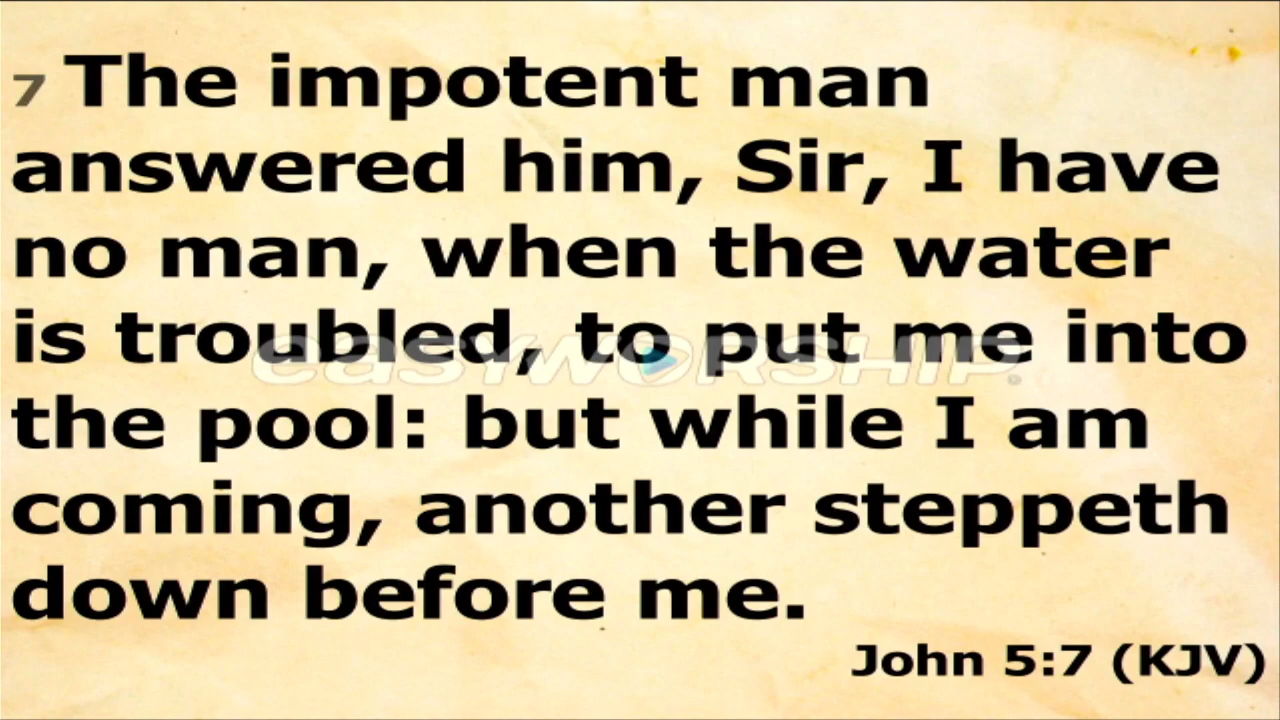 7 The impotent man
answered him, Sir, I have
no man, when the water
is troubled, to put me into
the pool: but while I am
coming, another steppeth
down before me.
John 5:7 (KJV)
easyworship®